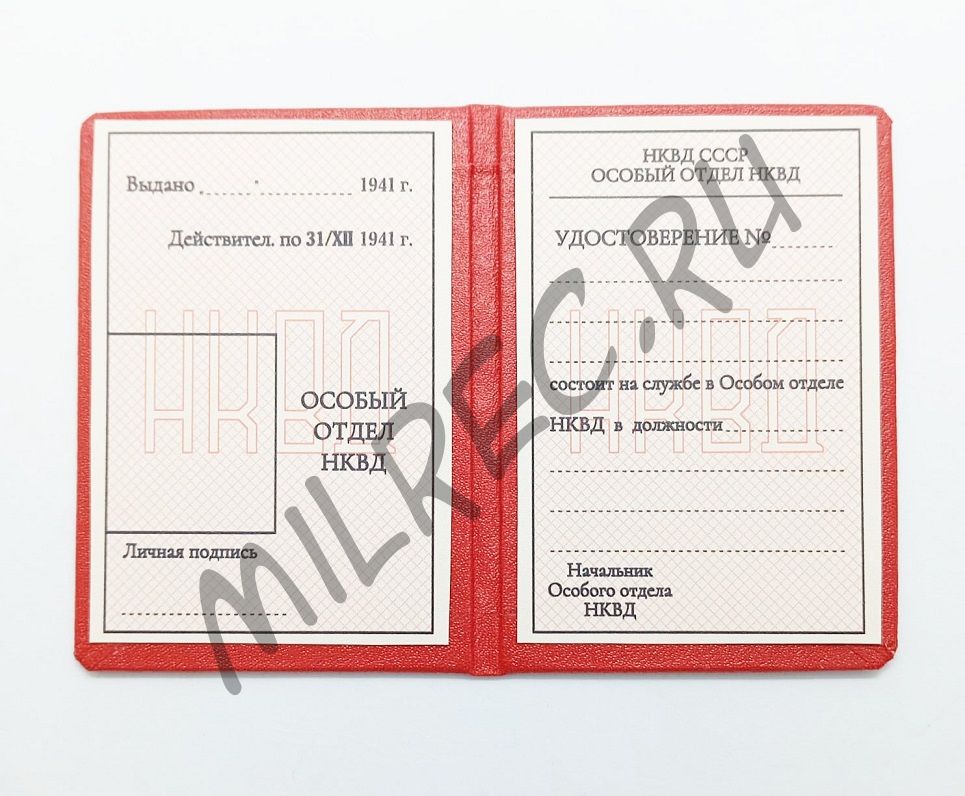 Выдано 1941 г.
Действител. по 31/XII 1941 г.
НКВД
ОСОБЫЙ
ОТДЕЛ
НКВД
Личная подпись
НКВД СССР
ОСОБЫЙ ОТДЕЛ НКВД
УДОСТОВЕРЕНИЕ №
НКВД
состоит на службе в Особом отделе
НКВД в должности
Начальник
Особого отдела
НКВД
MILREC.RU